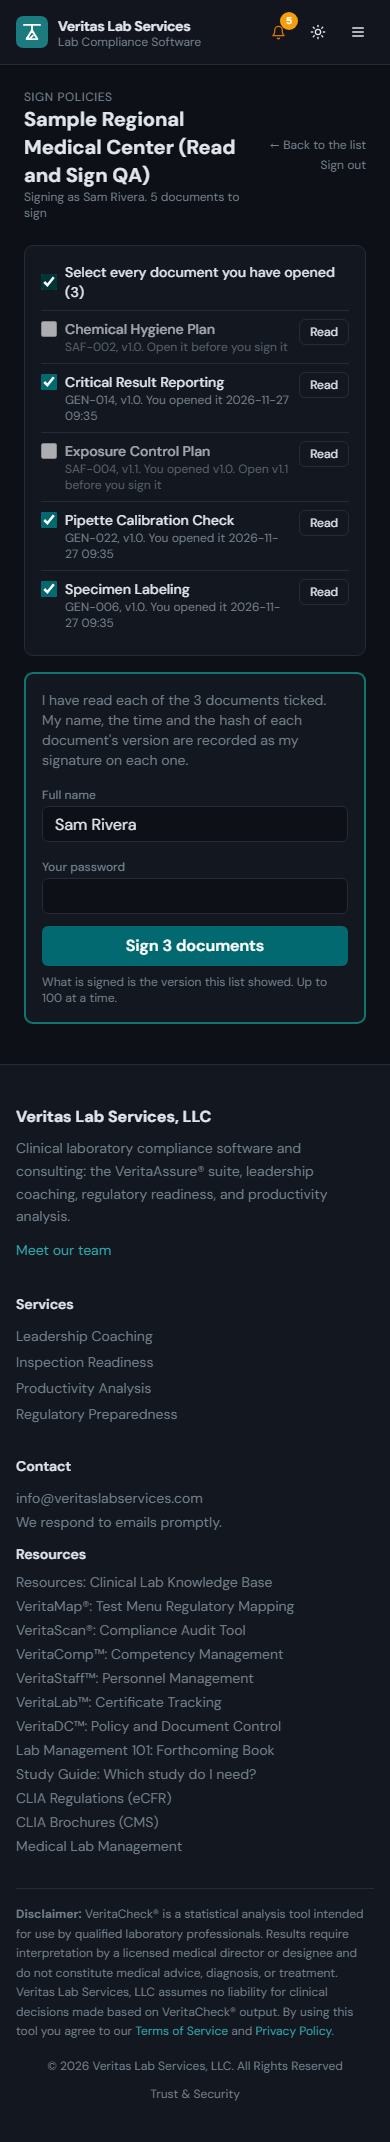 Veritas Lab Services
Lab Compliance Software
5
SIGN POLICIES
Sample Regional
Medical Center (Read
and Sign QA)
Signing as Sam Rivera. 5 documents to
sign
← Back to the list
Sign out
Select every document you have opened
(3)
Chemical Hygiene Plan
SAF-002, v1.0. Open it before you sign it
Read
Critical Result Reporting
GEN-014, v1.0. You opened it 2026-11-27
09:35
Read
Exposure Control Plan
SAF-004, v1.1. You opened v1.0. Open v1.1
before you sign it
Read
Pipette Calibration Check
GEN-022, v1.0. You opened it 2026-11-
27 09:35
Read
Specimen Labeling
GEN-006, v1.0. You opened it 2026-11-
27 09:35
Read
I have read each of the 3 documents ticked.
My name, the time and the hash of each
document's version are recorded as my
signature on each one.
Full name
Sam Rivera
Your password
Sign 3 documents
What is signed is the version this list showed. Up to
100 at a time.
Veritas Lab Services, LLC
Clinical laboratory compliance software and
consulting: the VeritaAssure® suite, leadership
coaching, regulatory readiness, and productivity
analysis.
Meet our team
Services
Leadership Coaching
Inspection Readiness
Productivity Analysis
Regulatory Preparedness
Contact
info@veritaslabservices.com
We respond to emails promptly.
Resources
Resources: Clinical Lab Knowledge Base
VeritaMap®: Test Menu Regulatory Mapping
VeritaScan®: Compliance Audit Tool
VeritaComp™: Competency Management
VeritaStaff™: Personnel Management
VeritaLab™: Certificate Tracking
VeritaDC™: Policy and Document Control
Lab Management 101: Forthcoming Book
Study Guide: Which study do I need?
CLIA Regulations (eCFR)
CLIA Brochures (CMS)
Medical Lab Management
Disclaimer: VeritaCheck® is a statistical analysis tool intended
for use by qualified laboratory professionals. Results require
interpretation by a licensed medical director or designee and
do not constitute medical advice, diagnosis, or treatment.
Veritas Lab Services, LLC assumes no liability for clinical
decisions made based on VeritaCheck® output. By using this
tool you agree to our Terms of Service and Privacy Policy.
© 2026 Veritas Lab Services, LLC. All Rights Reserved
Trust & Security